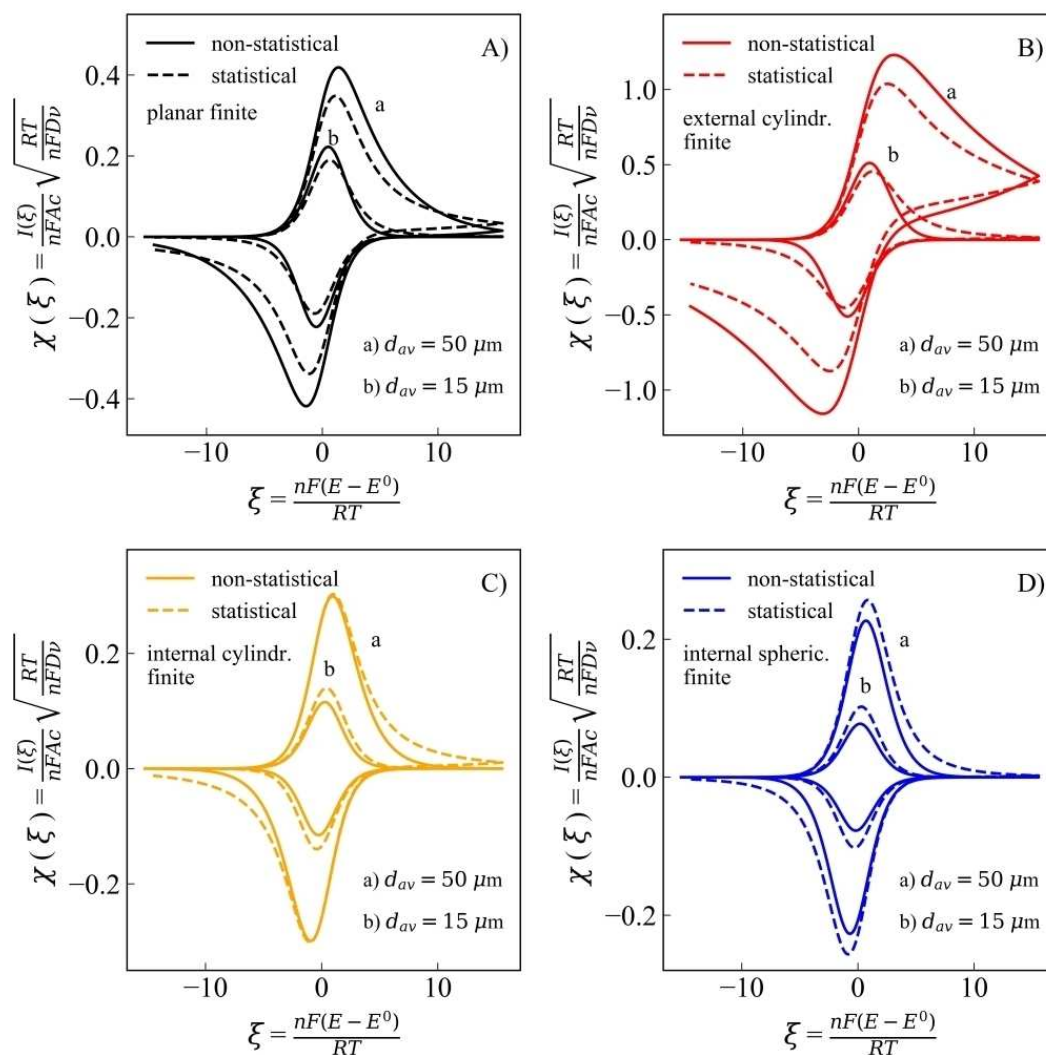 χ(ξ) = I(ξ)/nFAc √RT/nFDν
non-statistical
statistical
planar finite
A)
a
b
0.4
0.2
0.0
−0.2
−0.4
a) d_av = 50 μm
b) d_av = 15 μm
−10 0 10
ξ = nF(E − E⁰)/RT
χ(ξ) = I(ξ)/nFAc √RT/nFDν
non-statistical
statistical
external cylindr.
finite
B)
a
b
1.0
0.5
0.0
−0.5
−1.0
a) d_av = 50 μm
b) d_av = 15 μm
−10 0 10
ξ = nF(E − E⁰)/RT
χ(ξ) = I(ξ)/nFAc √RT/nFDν
non-statistical
statistical
internal cylindr.
finite
C)
a
b
0.2
0.0
−0.2
a) d_av = 50 μm
b) d_av = 15 μm
−10 0 10
ξ = nF(E − E⁰)/RT
χ(ξ) = I(ξ)/nFAc √RT/nFDν
non-statistical
statistical
internal spheric.
finite
D)
a
b
0.2
0.0
−0.2
a) d_av = 50 μm
b) d_av = 15 μm
−10 0 10
ξ = nF(E − E⁰)/RT